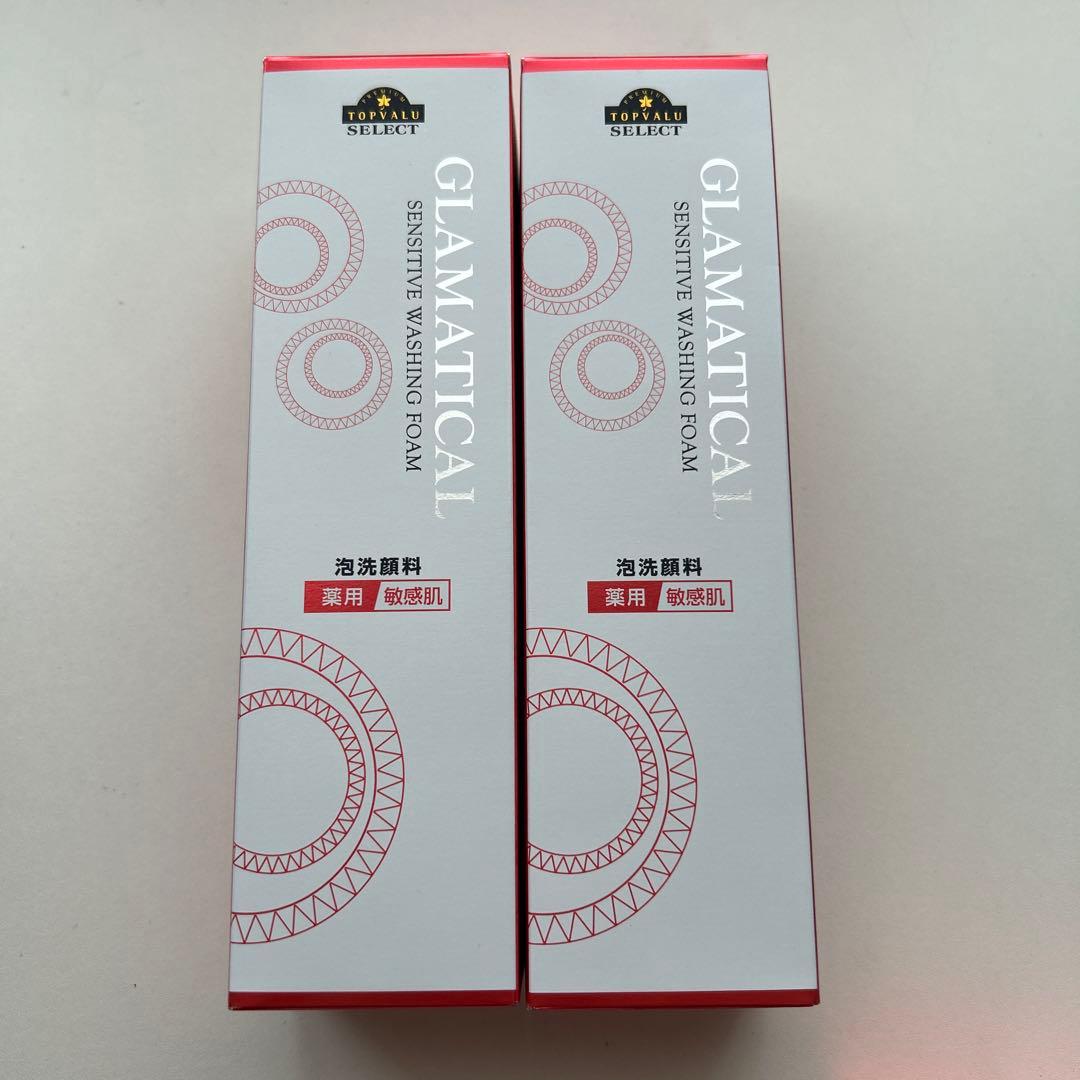 PREMIUM
TOPVALU
SELECT
GLAMATICAL
SENSITIVE WASHING FOAM
泡洗顔料
薬用 敏感肌
PREMIUM
TOPVALU
SELECT
GLAMATICAL
SENSITIVE WASHING FOAM
泡洗顔料
薬用 敏感肌